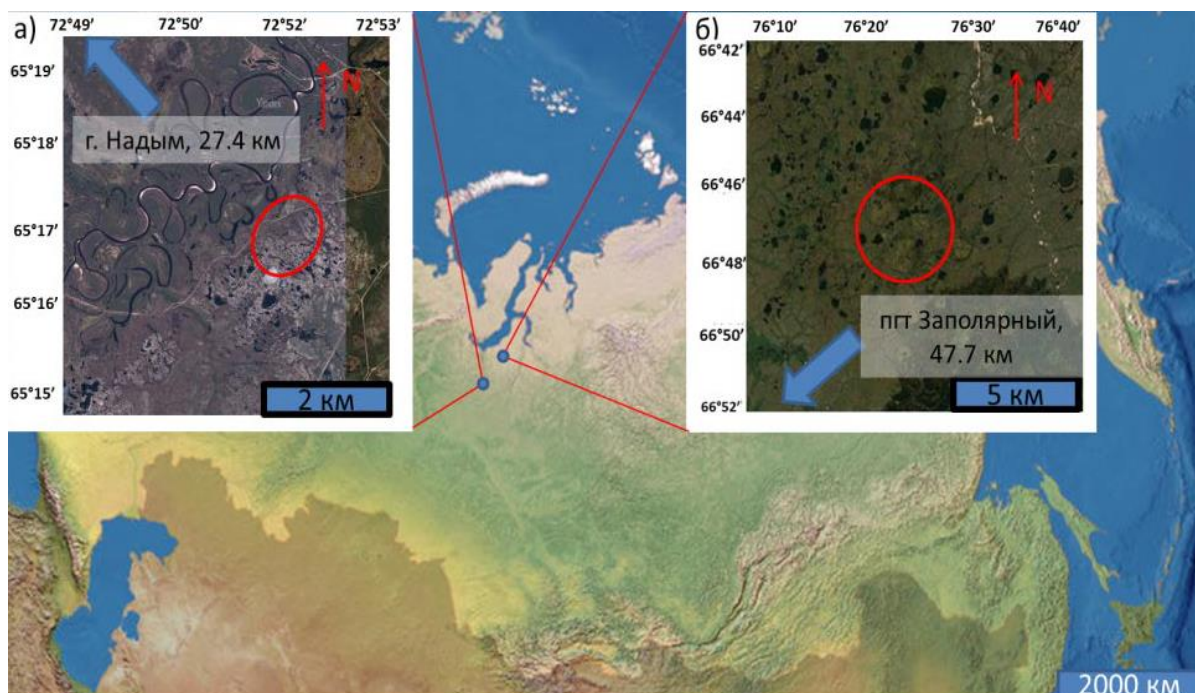 а)
72°49' 72°50' 72°52' 72°53'
65°19'
65°18'
65°17'
65°16'
65°15'
N
г. Надым, 27.4 км
2 км
б)
76°10' 76°20' 76°30' 76°40'
66°42'
66°44'
66°46'
66°48'
66°50'
66°52'
N
пгт Заполярный,
47.7 км
5 км
2000 км